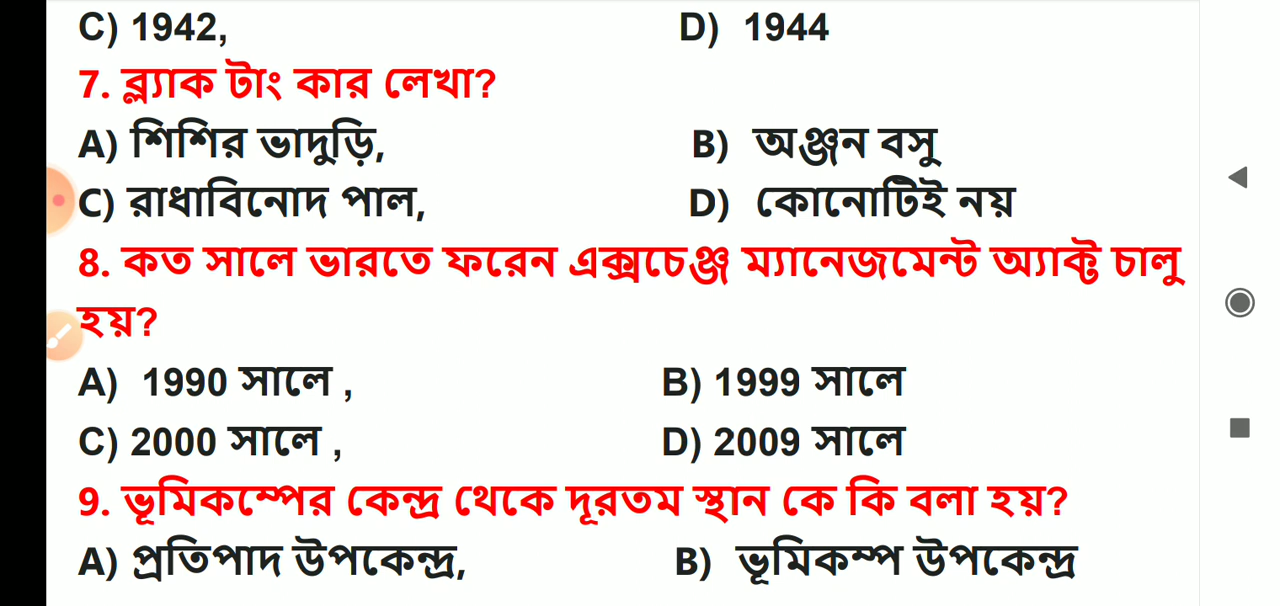 C) 1942, D) 1944
7. ব্ল্যাক টাং কার লেখা?
A) শিশির ভাদুড়ি, B) অঞ্জন বসু
C) রাধাবিনোদ পাল, D) কোনোটিই নয়
8. কত সালে ভারতে ফরেন এক্সচেঞ্জ ম্যানেজমেন্ট অ্যাক্ট চালু
হয়?
A) 1990 সালে , B) 1999 সালে
C) 2000 সালে , D) 2009 সালে
9. ভূমিকম্পের কেন্দ্র থেকে দূরতম স্থান কে কি বলা হয়?
A) প্রতিপাদ উপকেন্দ্র, B) ভূমিকম্প উপকেন্দ্র